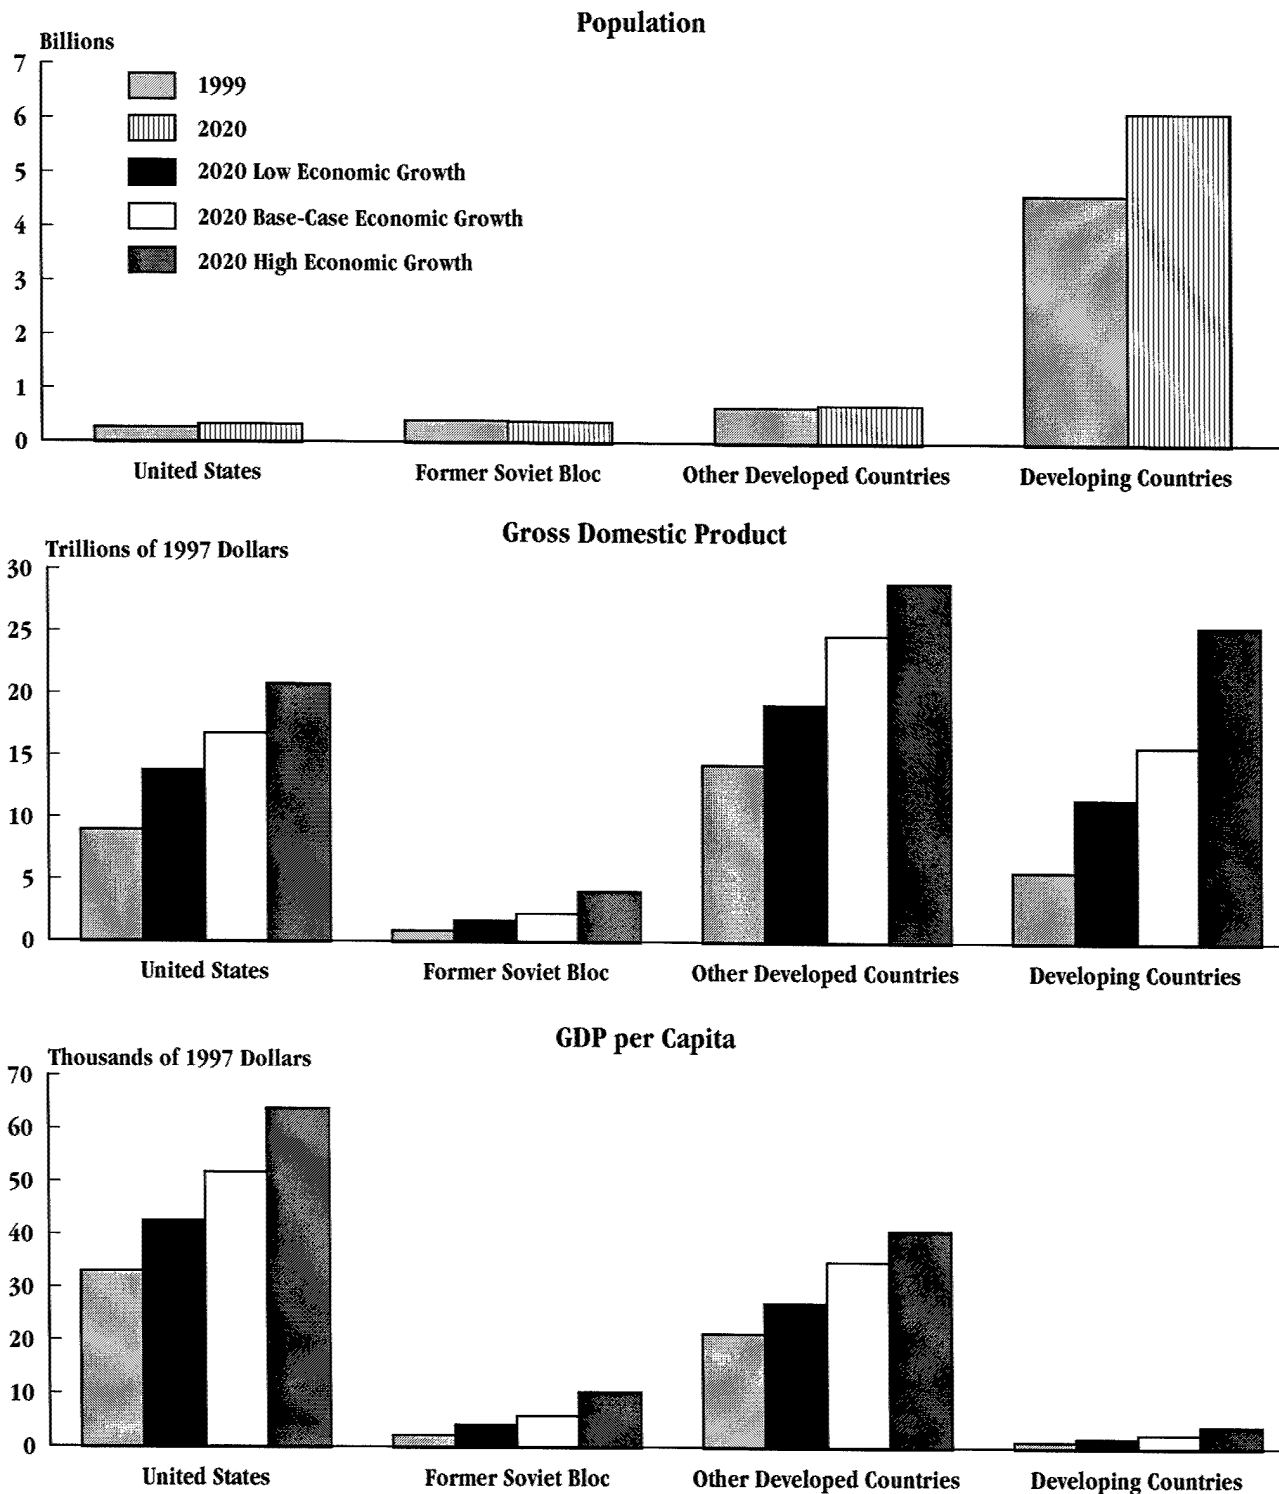 Population
Billions
7
6
5
4
3
2
1
0
1999
2020
2020 Low Economic Growth
2020 Base-Case Economic Growth
2020 High Economic Growth
United States Former Soviet Bloc Other Developed Countries Developing Countries
Gross Domestic Product
Trillions of 1997 Dollars
30
25
20
15
10
5
0
United States Former Soviet Bloc Other Developed Countries Developing Countries
GDP per Capita
Thousands of 1997 Dollars
70
60
50
40
30
20
10
0
United States Former Soviet Bloc Other Developed Countries Developing Countries